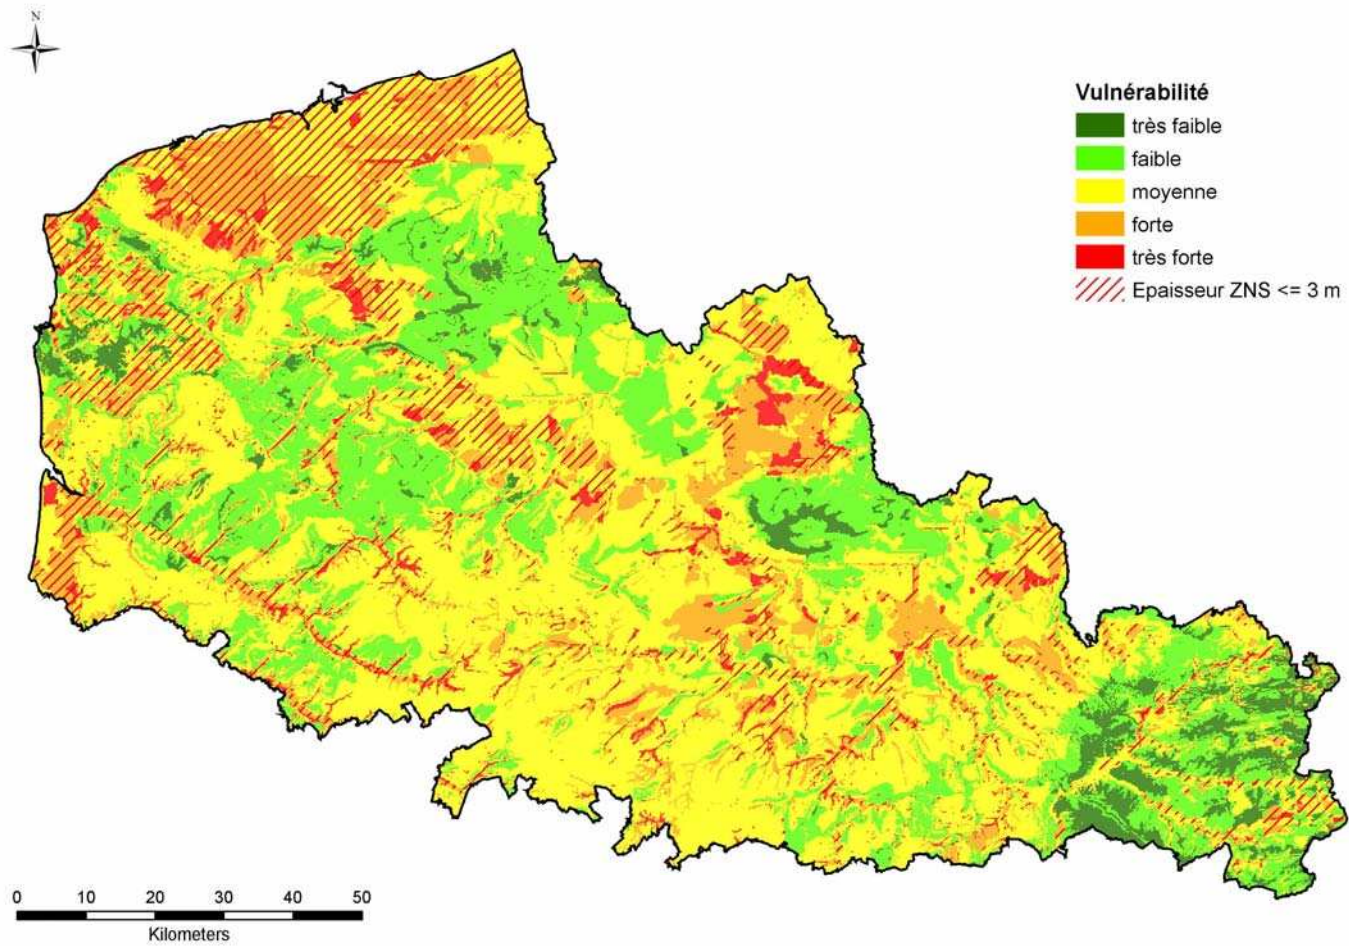 N
Vulnérabilité
très faible
faible
moyenne
forte
très forte
Epaisseur ZNS <= 3 m
0 10 20 30 40 50
Kilometers